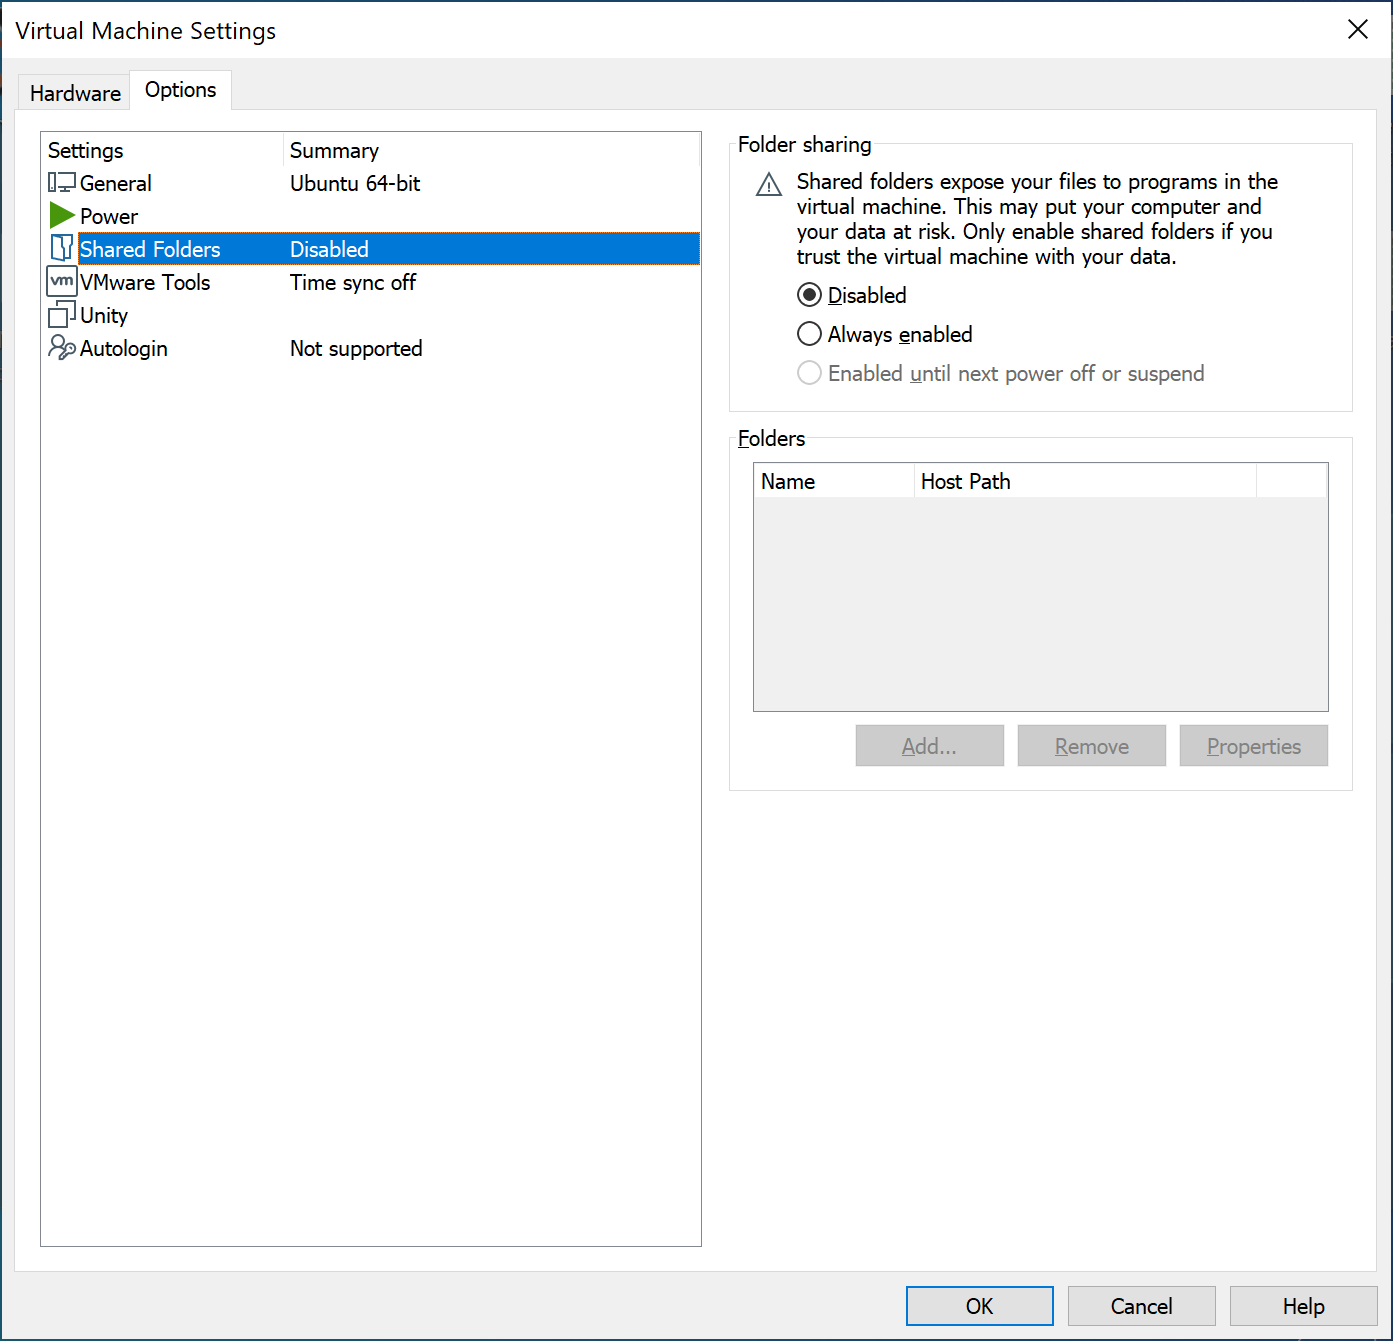 Virtual Machine Settings
Hardware
Options
Settings Summary
General Ubuntu 64-bit
Power
Shared Folders Disabled
vm VMware Tools Time sync off
Unity
Autologin Not supported
Folder sharing
Shared folders expose your files to programs in the
virtual machine. This may put your computer and
your data at risk. Only enable shared folders if you
trust the virtual machine with your data.
Disabled
Always enabled
Enabled until next power off or suspend
Folders
Name Host Path
Add... Remove Properties
OK Cancel Help